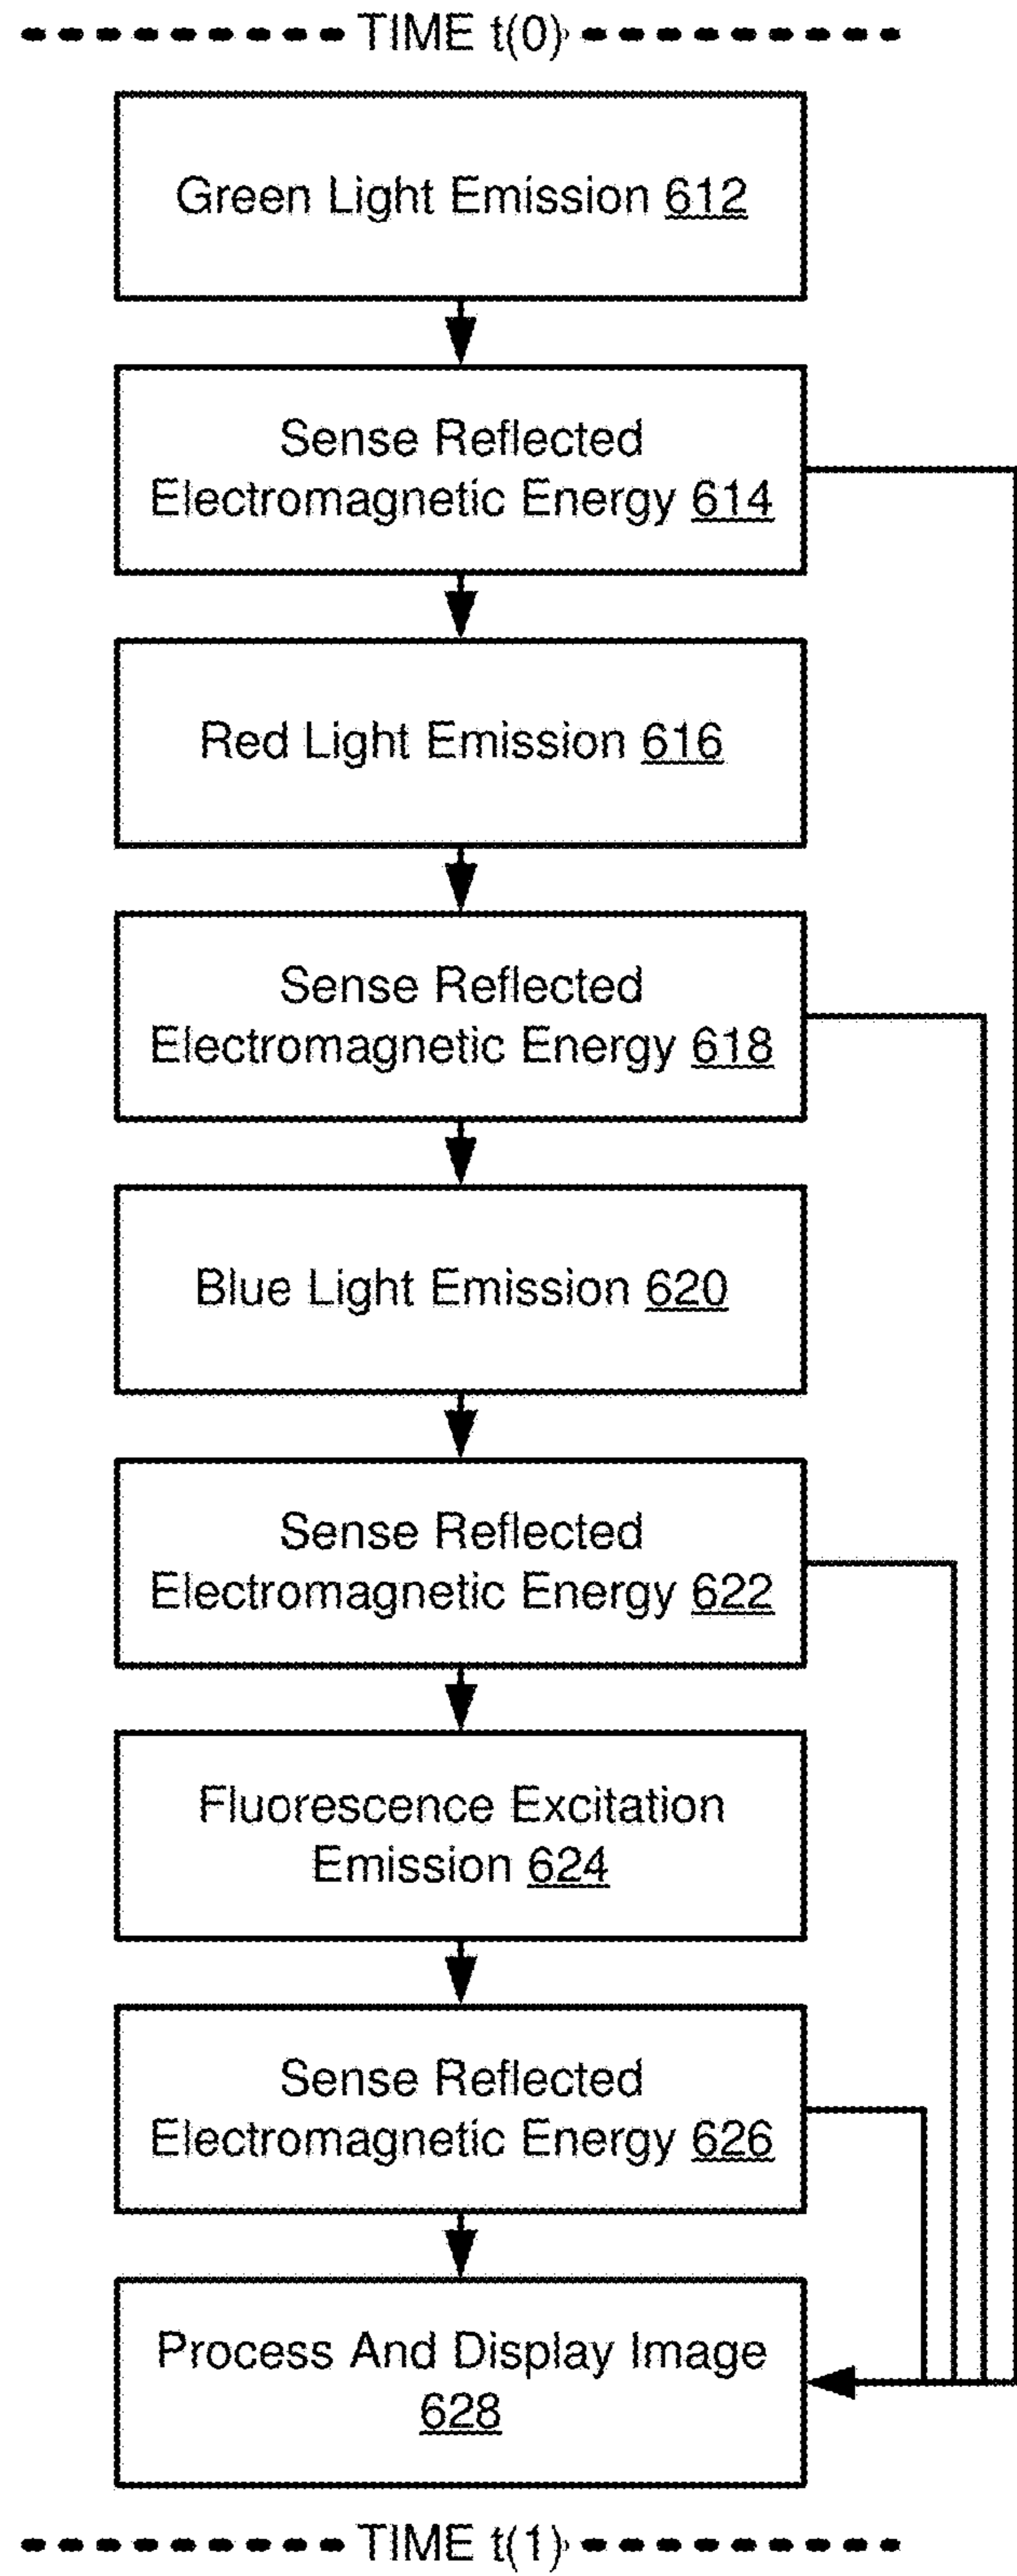 TIME t(0)
Green Light Emission 612
Sense Reflected
Electromagnetic Energy 614
Red Light Emission 616
Sense Reflected
Electromagnetic Energy 618
Blue Light Emission 620
Sense Reflected
Electromagnetic Energy 622
Fluorescence Excitation
Emission 624
Sense Reflected
Electromagnetic Energy 626
Process And Display Image
628
TIME t(1)